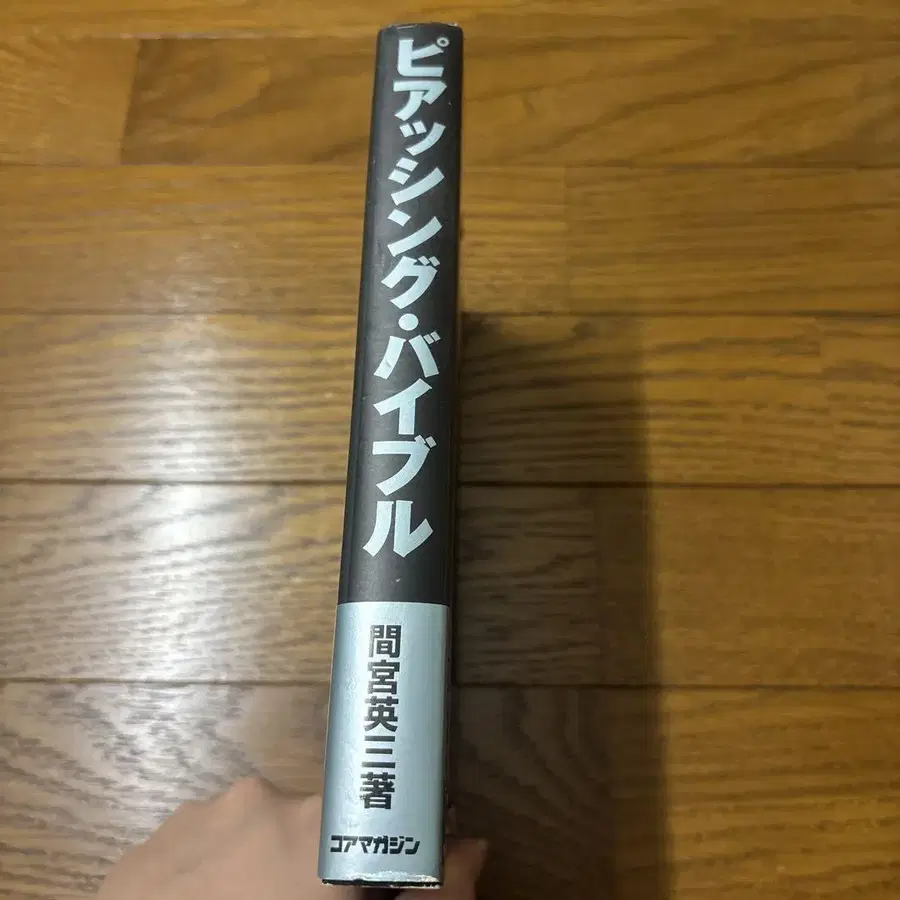 ピアッシング・バイブル
間宮英三著
コアマガジン